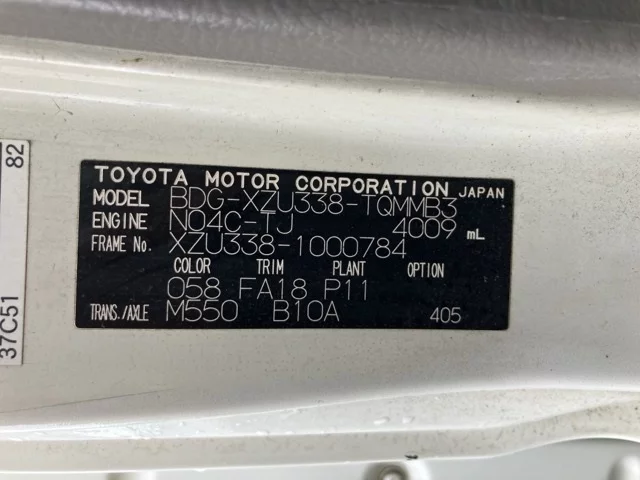 TOYOTA MOTOR CORPORATION JAPAN
MODEL BDG-XZU338-TQMMB3
ENGINE N04C-TJ 4009 mL
FRAME No. XZU338-1000784
COLOR TRIM PLANT OPTION
058 FA18 P11
TRANS./AXLE M550 B10A 405
37C51
82